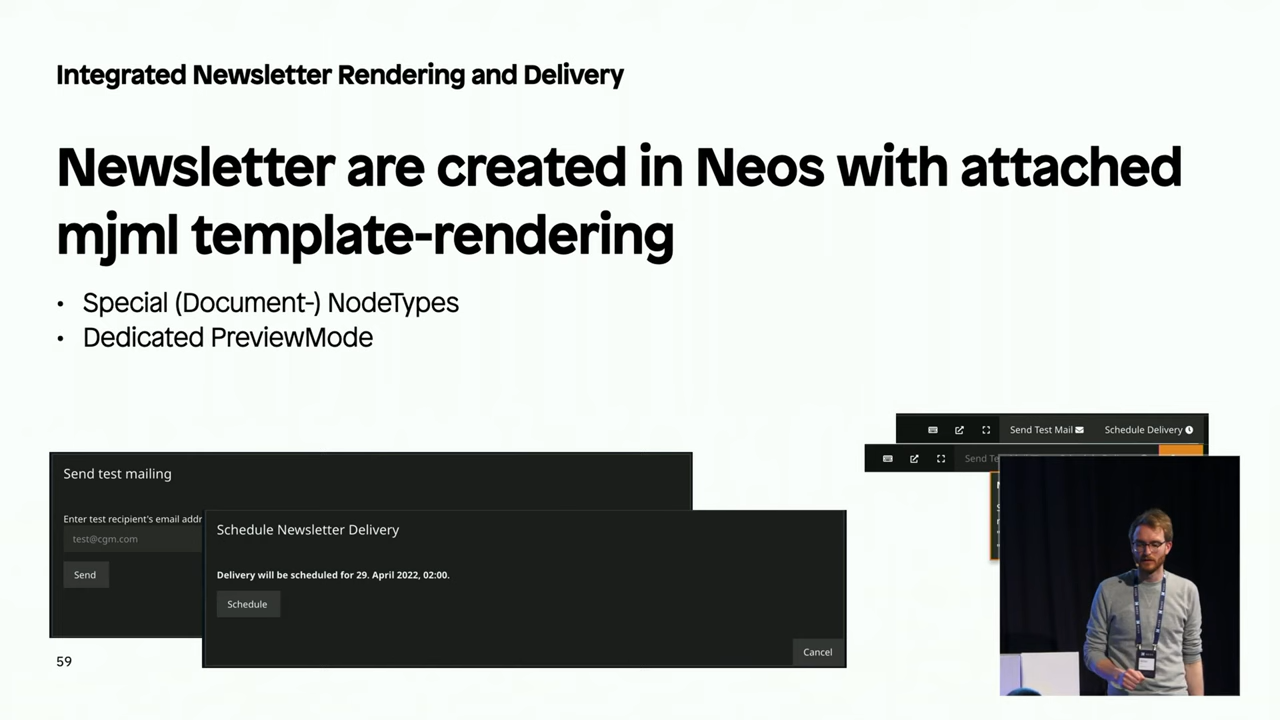 Integrated Newsletter Rendering and Delivery
Newsletter are created in Neos with attached
mjml template-rendering
• Special (Document-) NodeTypes
• Dedicated PreviewMode
Send Test Mail
Schedule Delivery
Send Te
Send test mailing
Enter test recipient's email addr
test@cgm.com
Send
Schedule Newsletter Delivery
Delivery will be scheduled for 29. April 2022, 02:00.
Schedule
Cancel
59